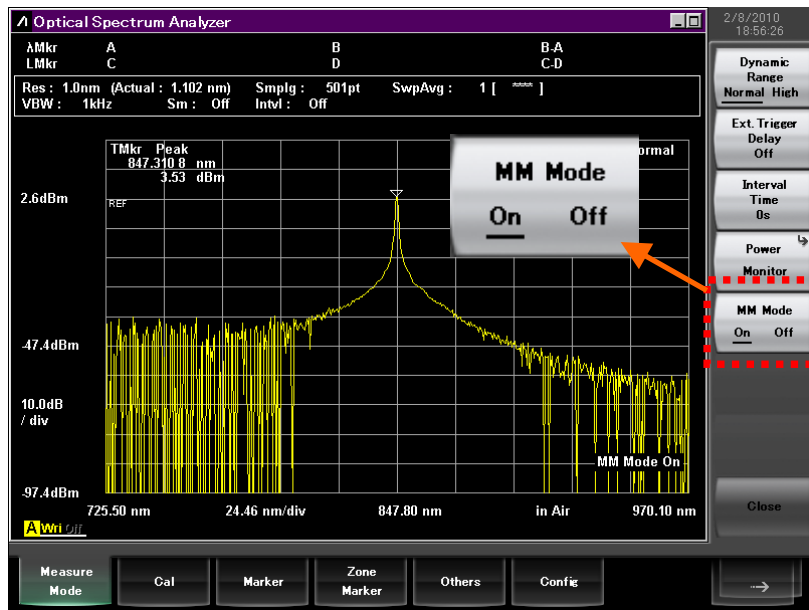 Optical Spectrum Analyzer
2/8/2010
18:56:26
λMkr A B B-A
LMkr C D C-D
Res : 1.0nm (Actual : 1.102 nm) Smplg : 501pt SwpAvg : 1 [ **** ]
VBW : 1kHz Sm : Off Intvl : Off
TMkr Peak
847.310 8 nm
3.53 dBm
ormal
2.6dBm
REF
-47.4dBm
10.0dB
/ div
-97.4dBm
MM Mode
On Off
MM Mode On
725.50 nm 24.46 nm/div 847.80 nm in Air 970.10 nm
A Wri Off
Dynamic
Range
Normal High
Ext. Trigger
Delay
Off
Interval
Time
0s
Power
Monitor
MM Mode
On Off
Close
Measure
Mode
Cal
Marker
Zone
Marker
Others
Config